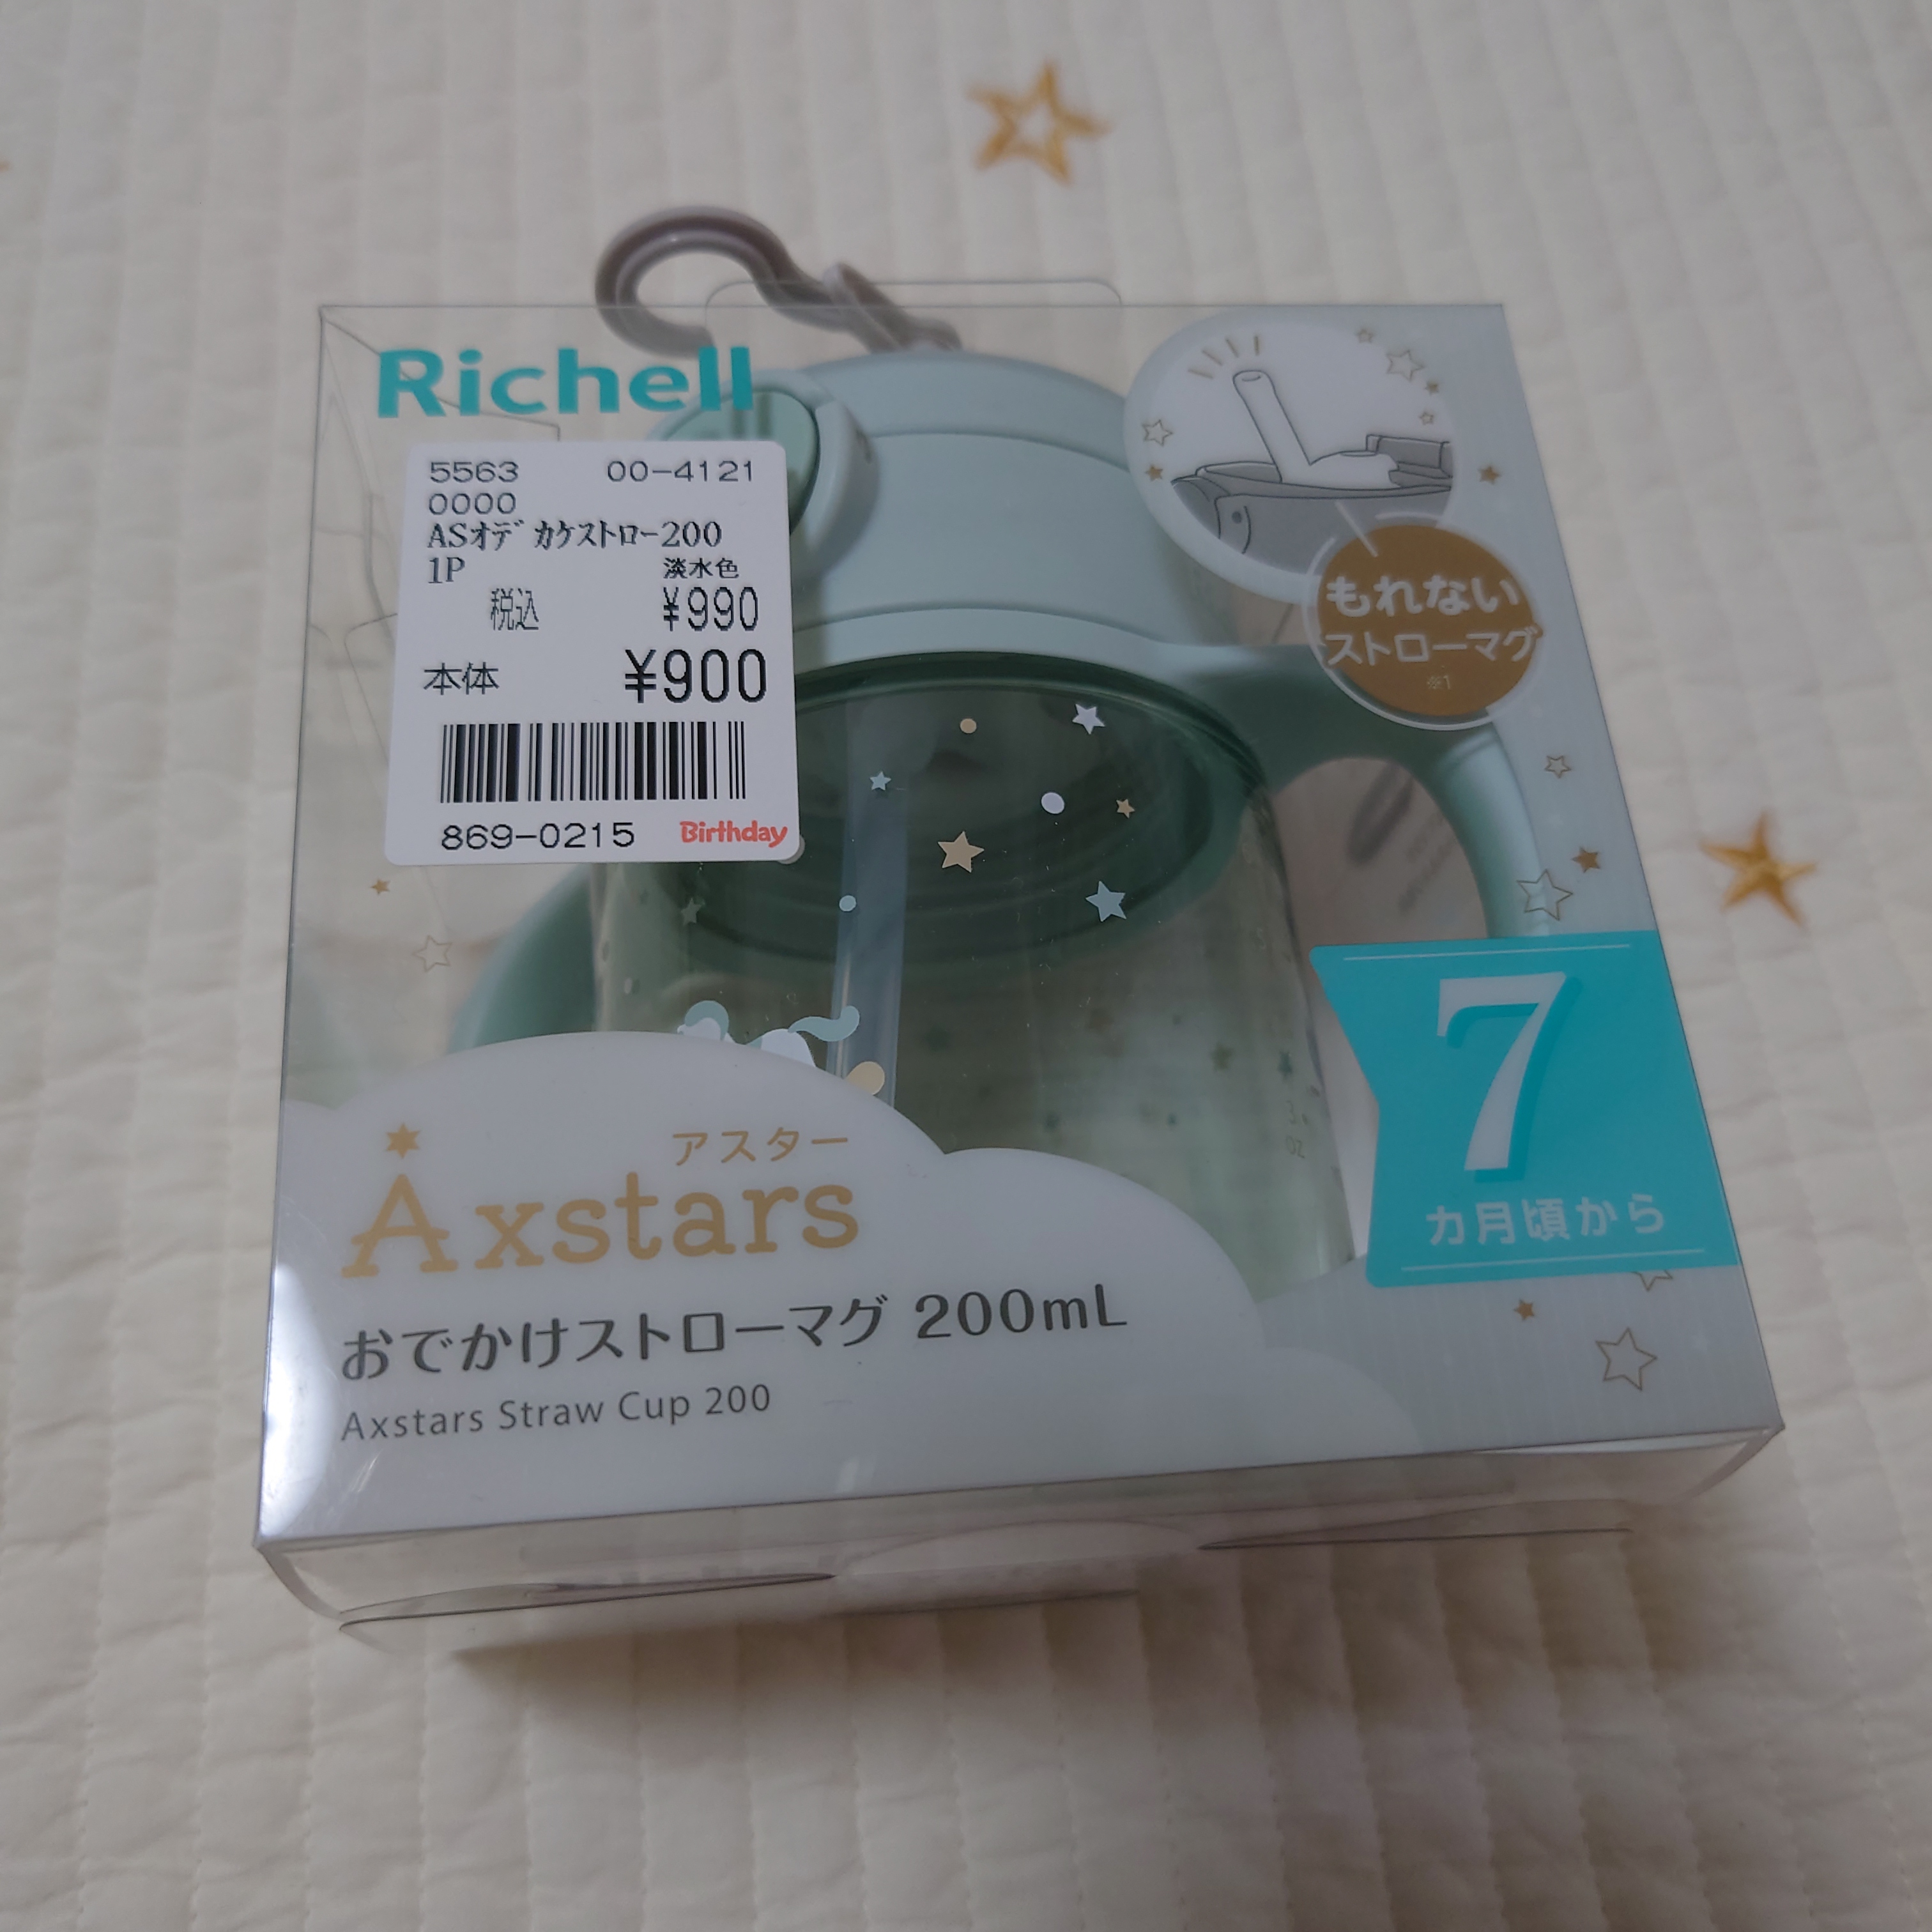 Richell
5563 00-4121
0000
ASオデカケストロー200
1P 淡水色
税込 ¥990
本体 ¥900
869-0215 Birthday
もれない
ストローマグ
※1
7
カ月頃から
アスター
Axstars
おでかけストローマグ 200mL
Axstars Straw Cup 200